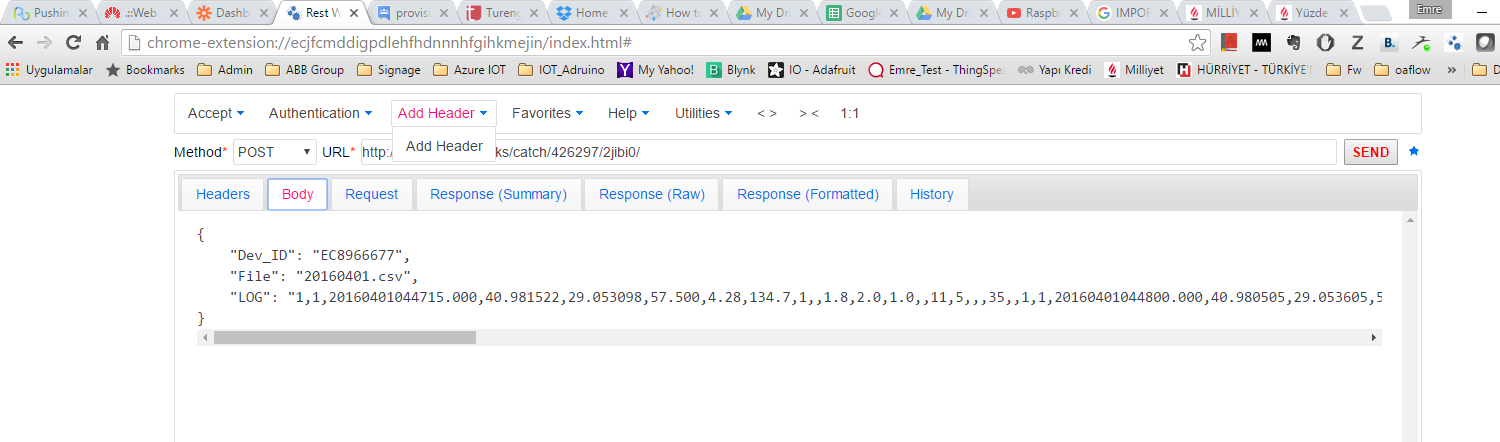 Emre
Pushin .::Web Dashb Rest W provis Tureng Home How to My Dri Google My Dri Raspb IMPOR MİLLİY Yüzde
chrome-extension://ecjfcmddigpdlehfhdnnnhfgihkmejin/index.html#
Uygulamalar Bookmarks Admin ABB Group Signage Azure IOT IOT_Adruino My Yahoo! Blynk IO - Adafruit Emre_Test - ThingSpea Yapı Kredi Milliyet HÜRRİYET - TÜRKİYE'N Fw oaflow » D
Accept Authentication Add Header Favorites Help Utilities < > > < 1:1
Add Header
Method* POST URL* http:/ ks/catch/426297/2jibi0/ SEND
Headers Body Request Response (Summary) Response (Raw) Response (Formatted) History
{
"Dev_ID": "EC8966677",
"File": "20160401.csv",
"LOG": "1,1,20160401044715.000,40.981522,29.053098,57.500,4.28,134.7,1,,1.8,2.0,1.0,,11,5,,,35,,1,1,20160401044800.000,40.980505,29.053605,5
}